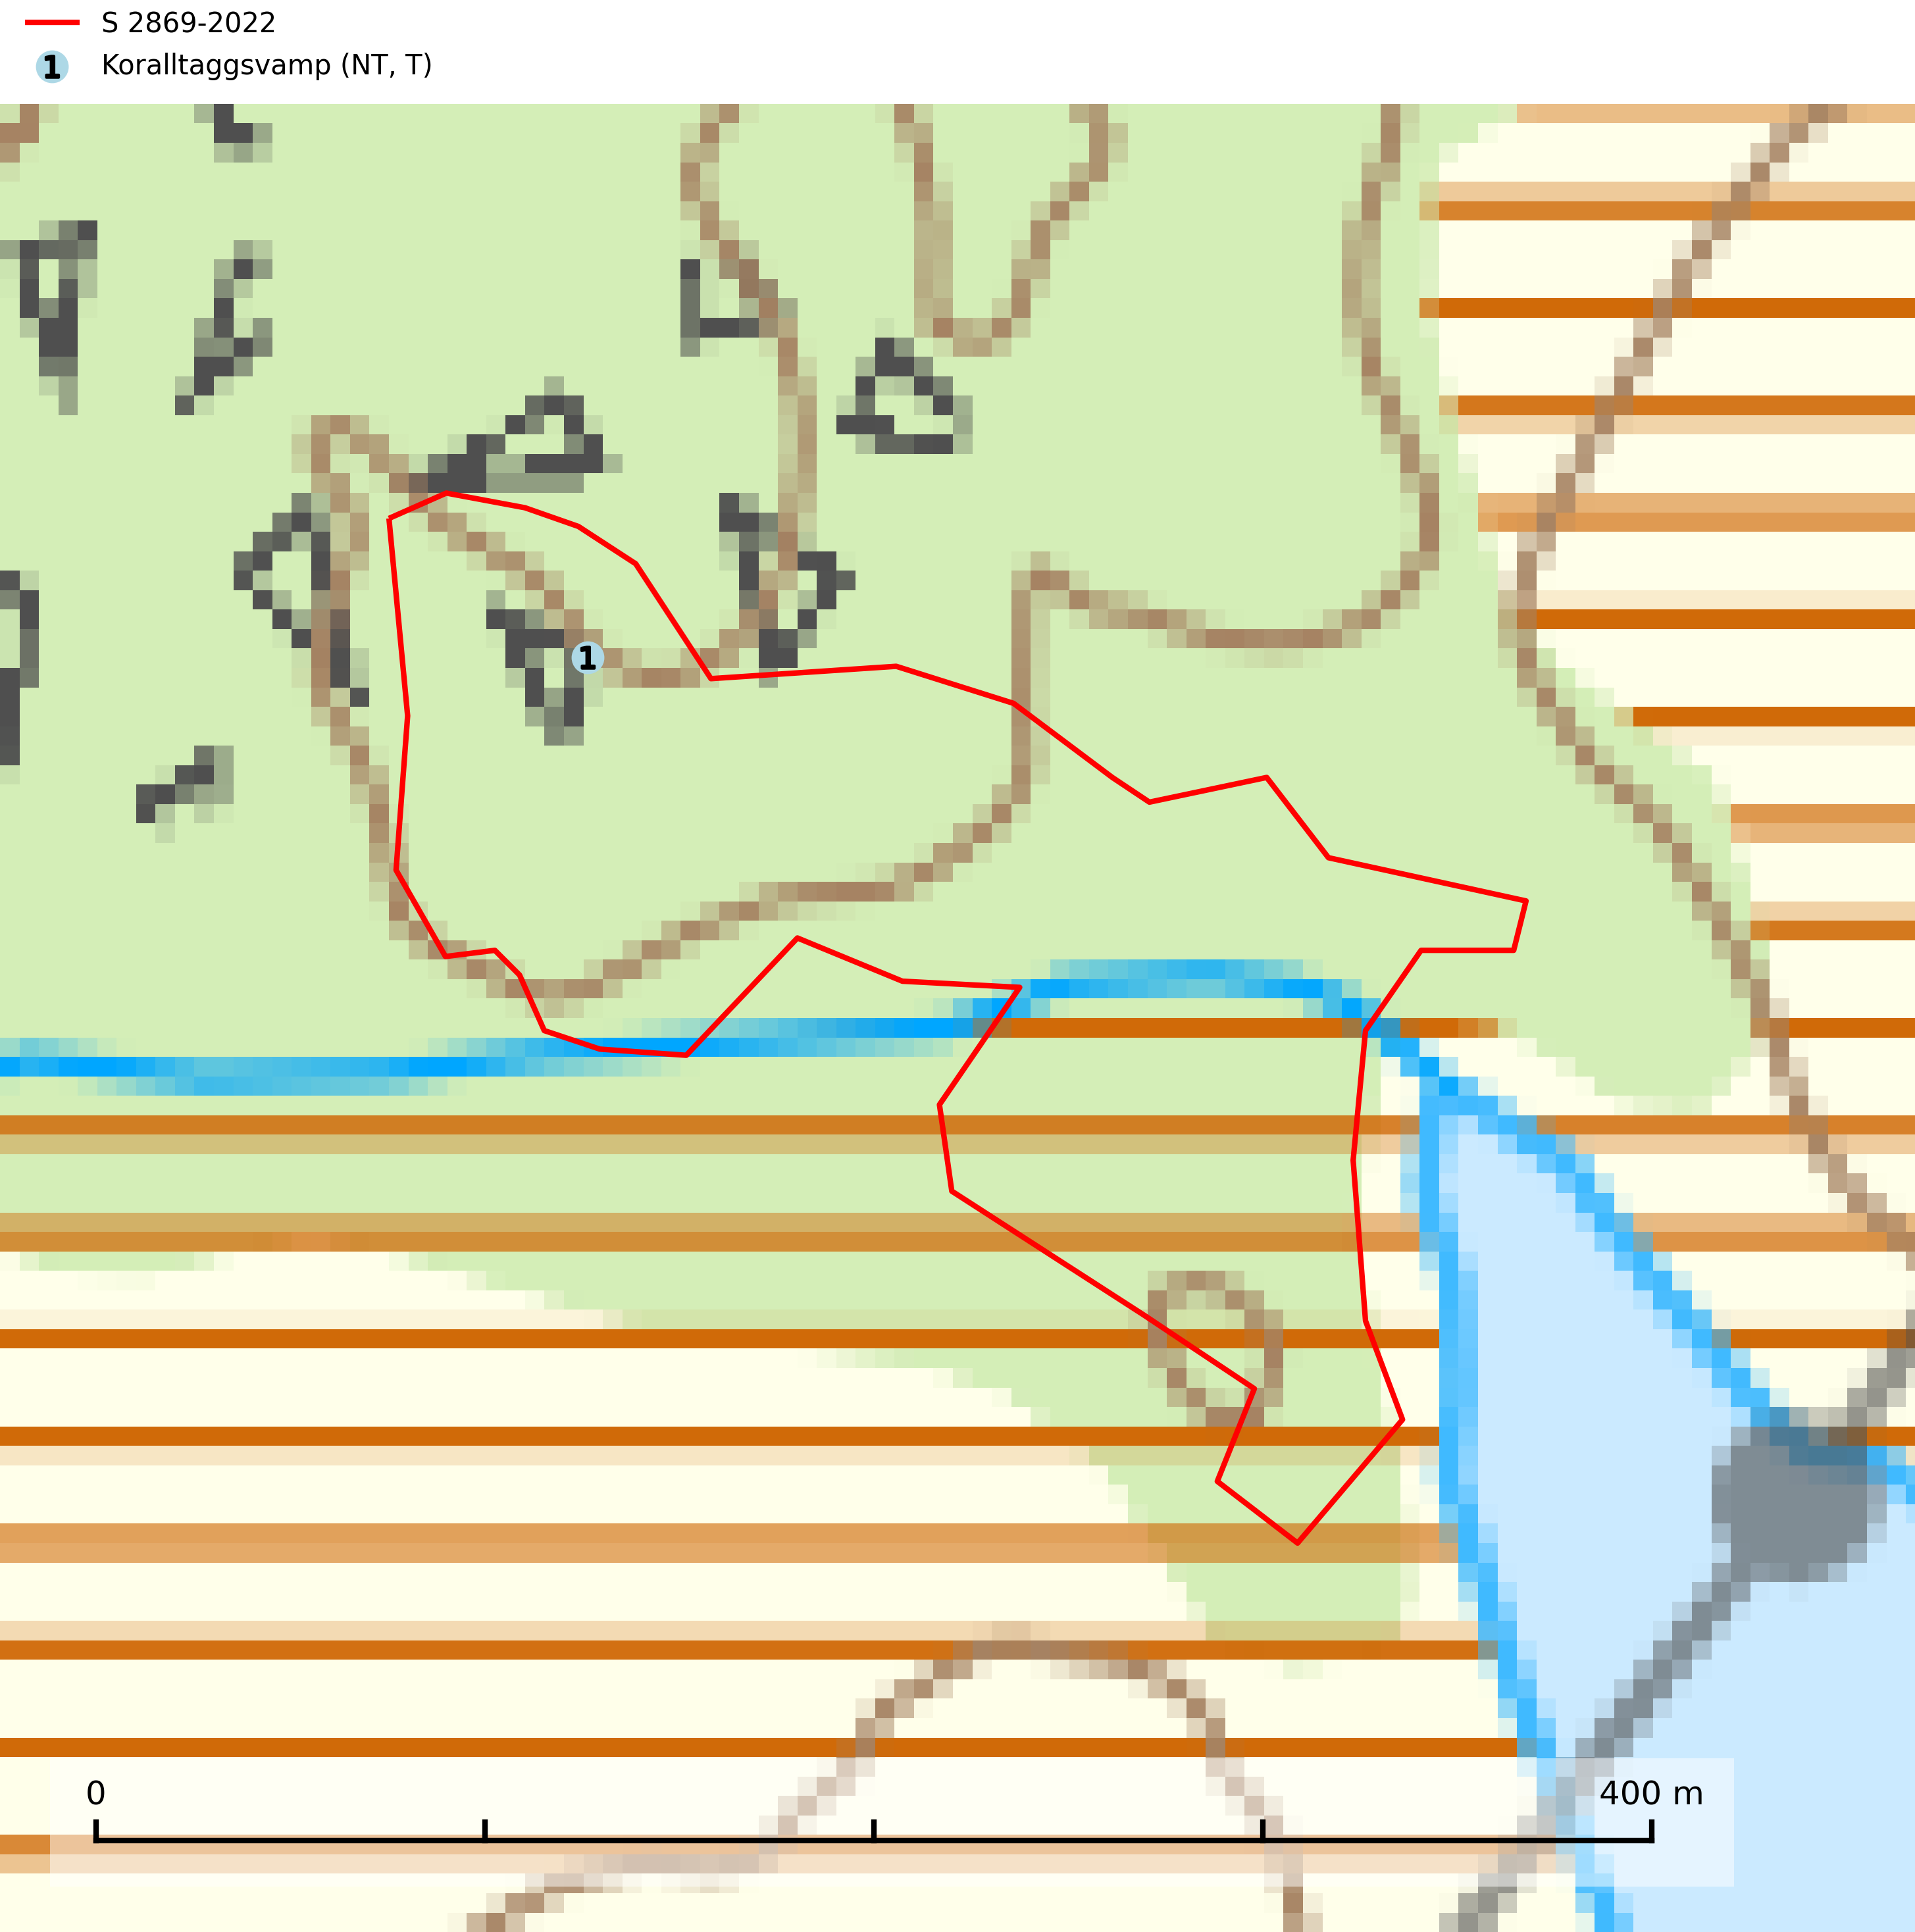 S 2869-2022
1 Koralltaggsvamp (NT, T)
1
0 400 m